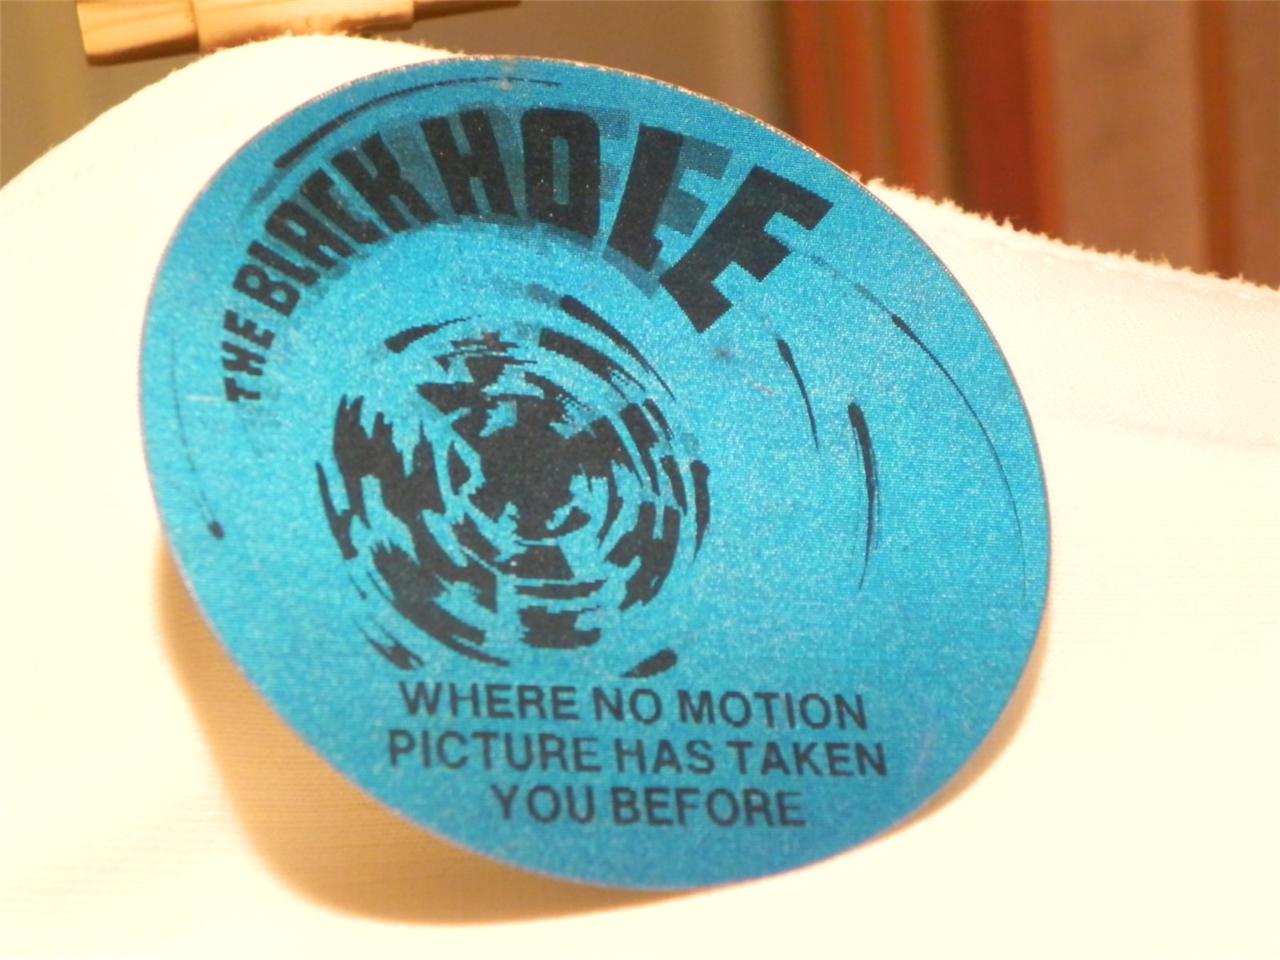 THE BLACK HOLE
WHERE NO MOTION
PICTURE HAS TAKEN
YOU BEFORE